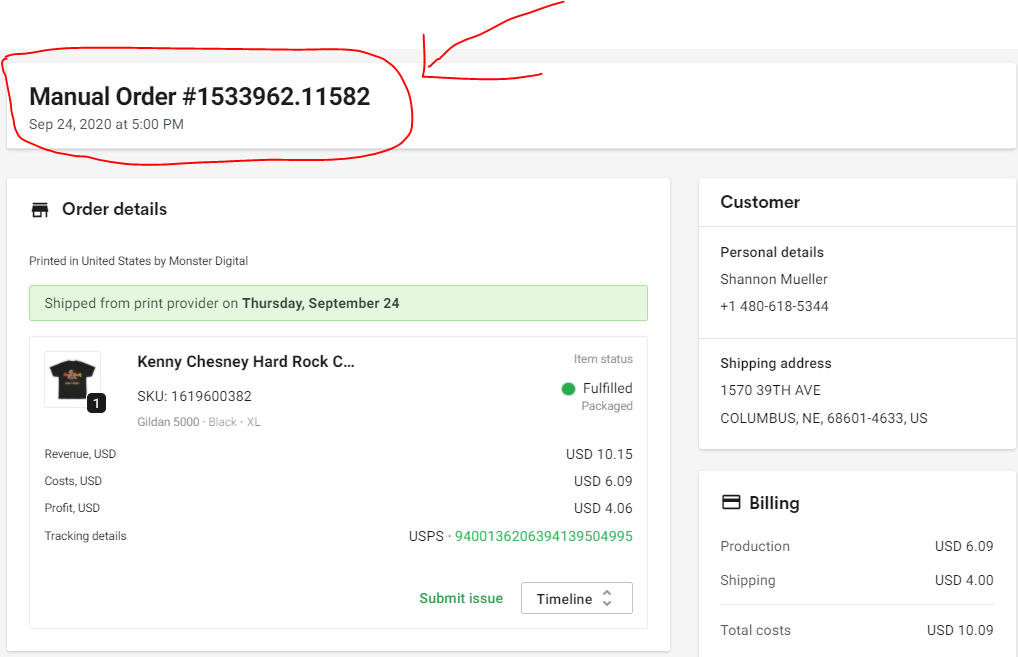 Manual Order #1533962.11582
Sep 24, 2020 at 5:00 PM
Order details
Printed in United States by Monster Digital
Shipped from print provider on Thursday, September 24
Kenny Chesney Hard Rock C...
SKU: 1619600382
Gildan 5000 · Black · XL
1
Item status
Fulfilled
Packaged
Revenue, USD USD 10.15
Costs, USD USD 6.09
Profit, USD USD 4.06
Tracking details USPS · 9400136206394139504995
Submit issue Timeline
Customer
Personal details
Shannon Mueller
+1 480-618-5344
Shipping address
1570 39TH AVE
COLUMBUS, NE, 68601-4633, US
Billing
Production USD 6.09
Shipping USD 4.00
Total costs USD 10.09